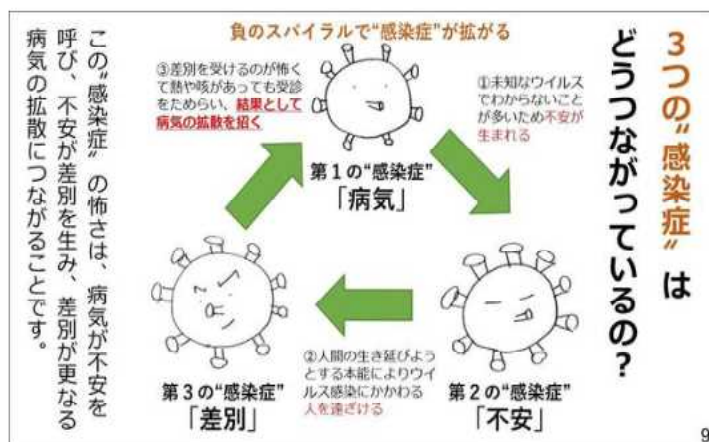 3つの“感染症”は
どうつながっているの？
負のスパイラルで“感染症”が拡がる
第1の“感染症”
「病気」
①未知なウイルス
でわからないこと
が多いため不安が
生まれる
第2の“感染症”
「不安」
②人間の生き延びよう
とする本能によりウイ
ルス感染にかかわる
人を遠ざける
第3の“感染症”
「差別」
③差別を受けるのが怖く
て熱や咳があっても受診
をためらい、結果として
病気の拡散を招く
この“感染症”の怖さは、病気が不安を
呼び、不安が差別を生み、差別が更なる
病気の拡散につながることです。
9